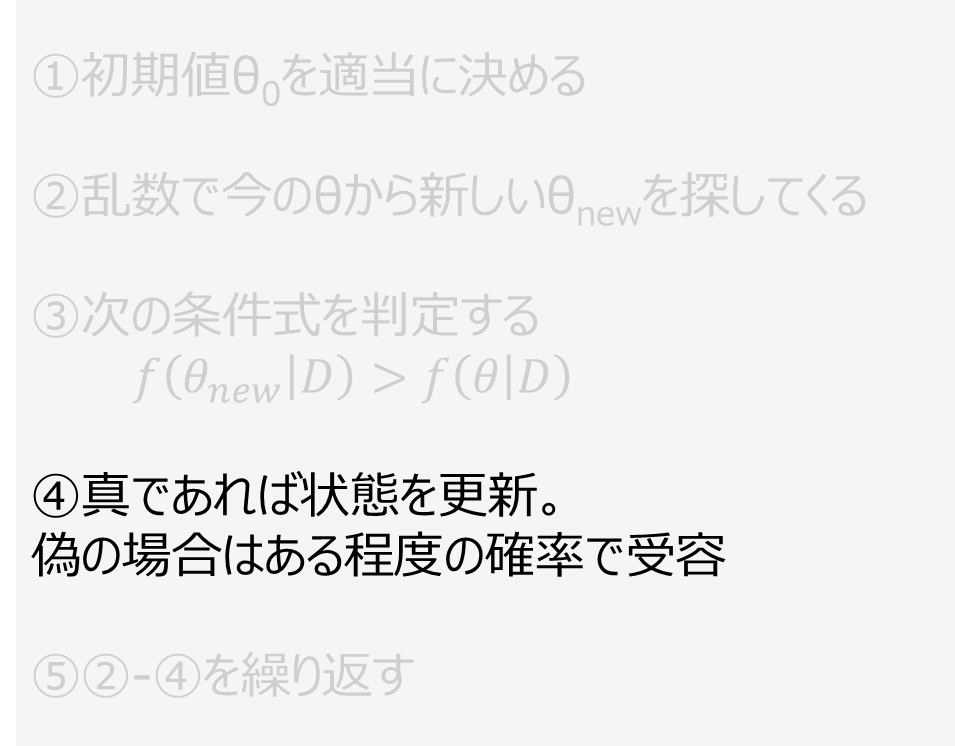 ①初期値θ0を適当に決める
②乱数で今のθから新しいθnewを探してくる
③次の条件式を判定する
f(θnew|D) > f(θ|D)
④真であれば状態を更新。
偽の場合はある程度の確率で受容
⑤②-④を繰り返す